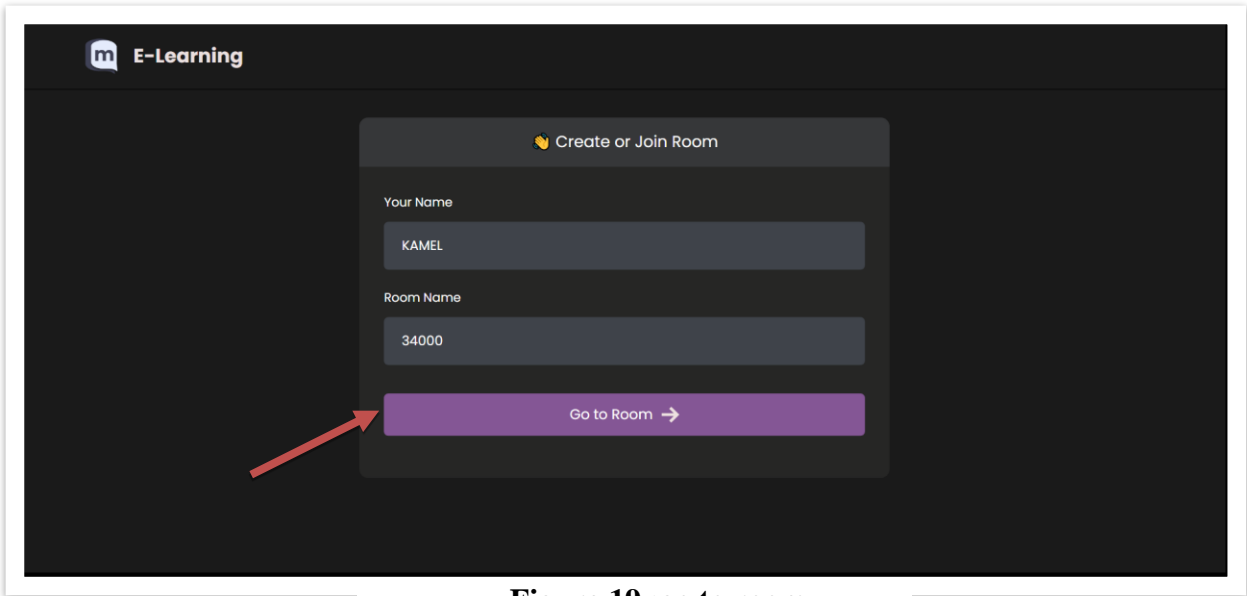 m E-Learning
👋 Create or Join Room
Your Name
KAMEL
Room Name
34000
Go to Room →